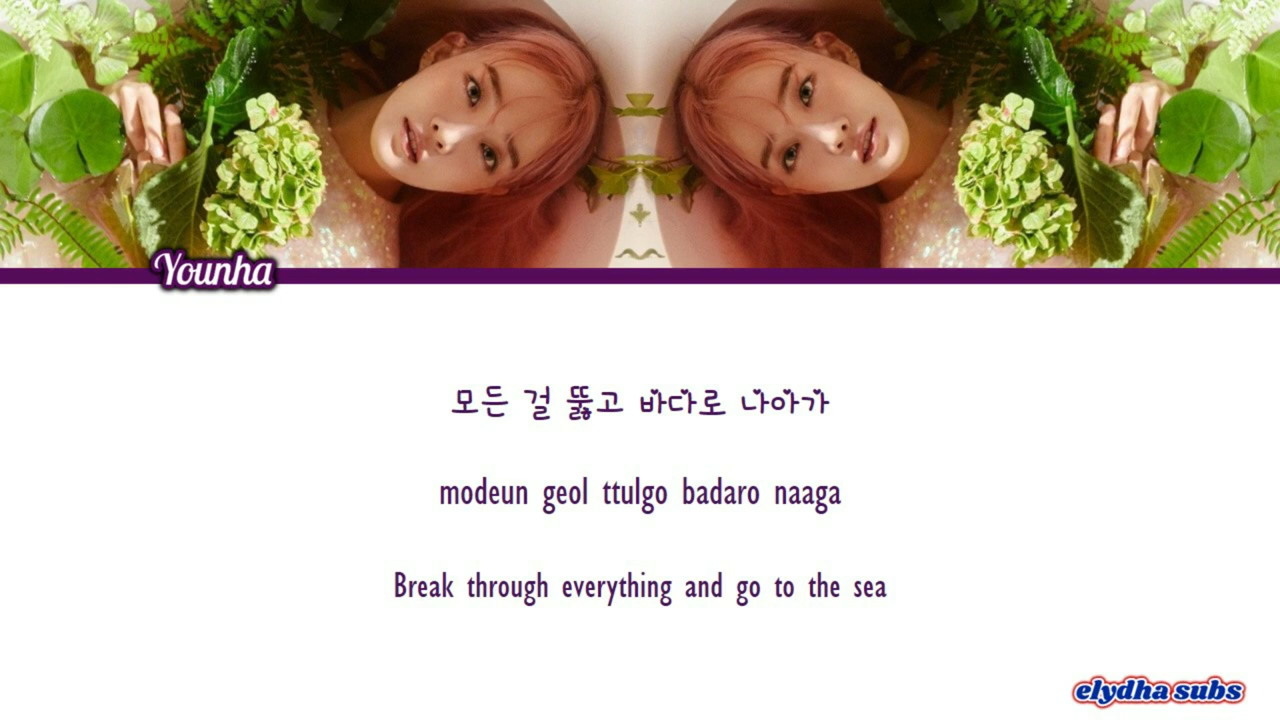 Younha
모든 걸 뚫고 바다로 나아가
modeun geol ttulgo badaro naaga
Break through everything and go to the sea
elydha subs